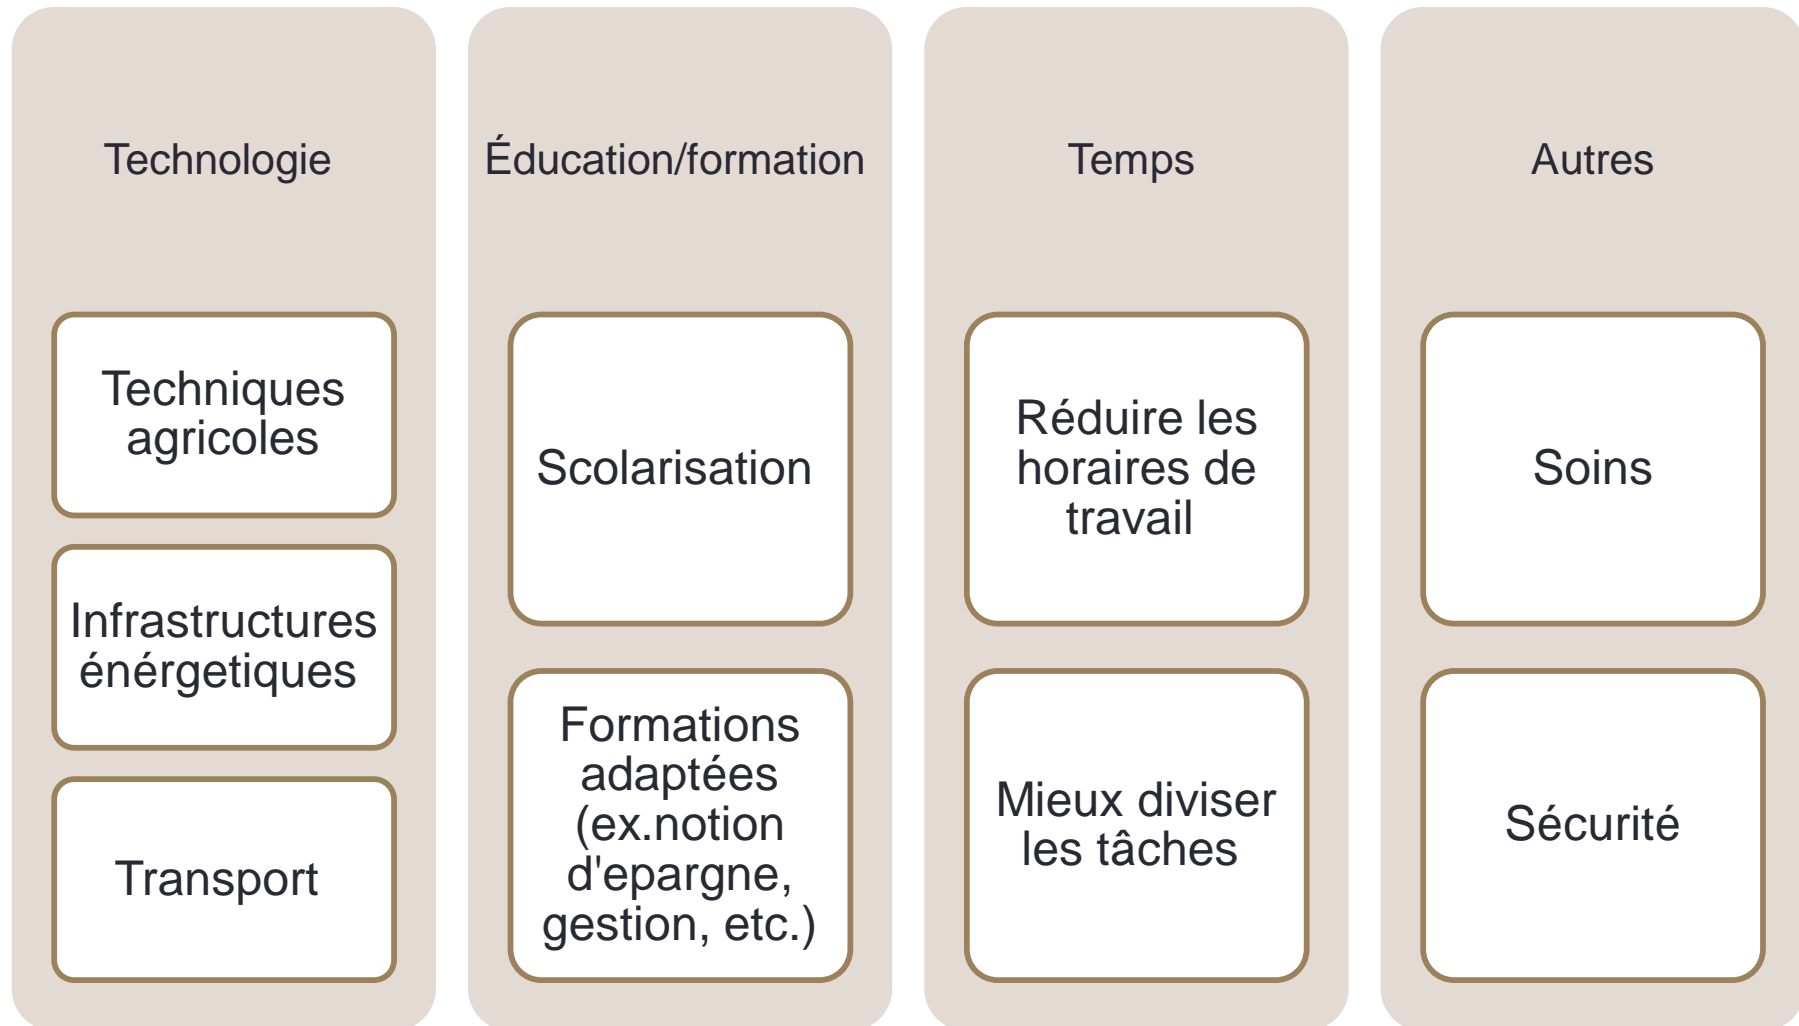 Technologie
Techniques
agricoles
Infrastructures
énérgetiques
Transport
Éducation/formation
Scolarisation
Formations
adaptées
(ex.notion
d'epargne,
gestion, etc.)
Temps
Réduire les
horaires de
travail
Mieux diviser
les tâches
Autres
Soins
Sécurité